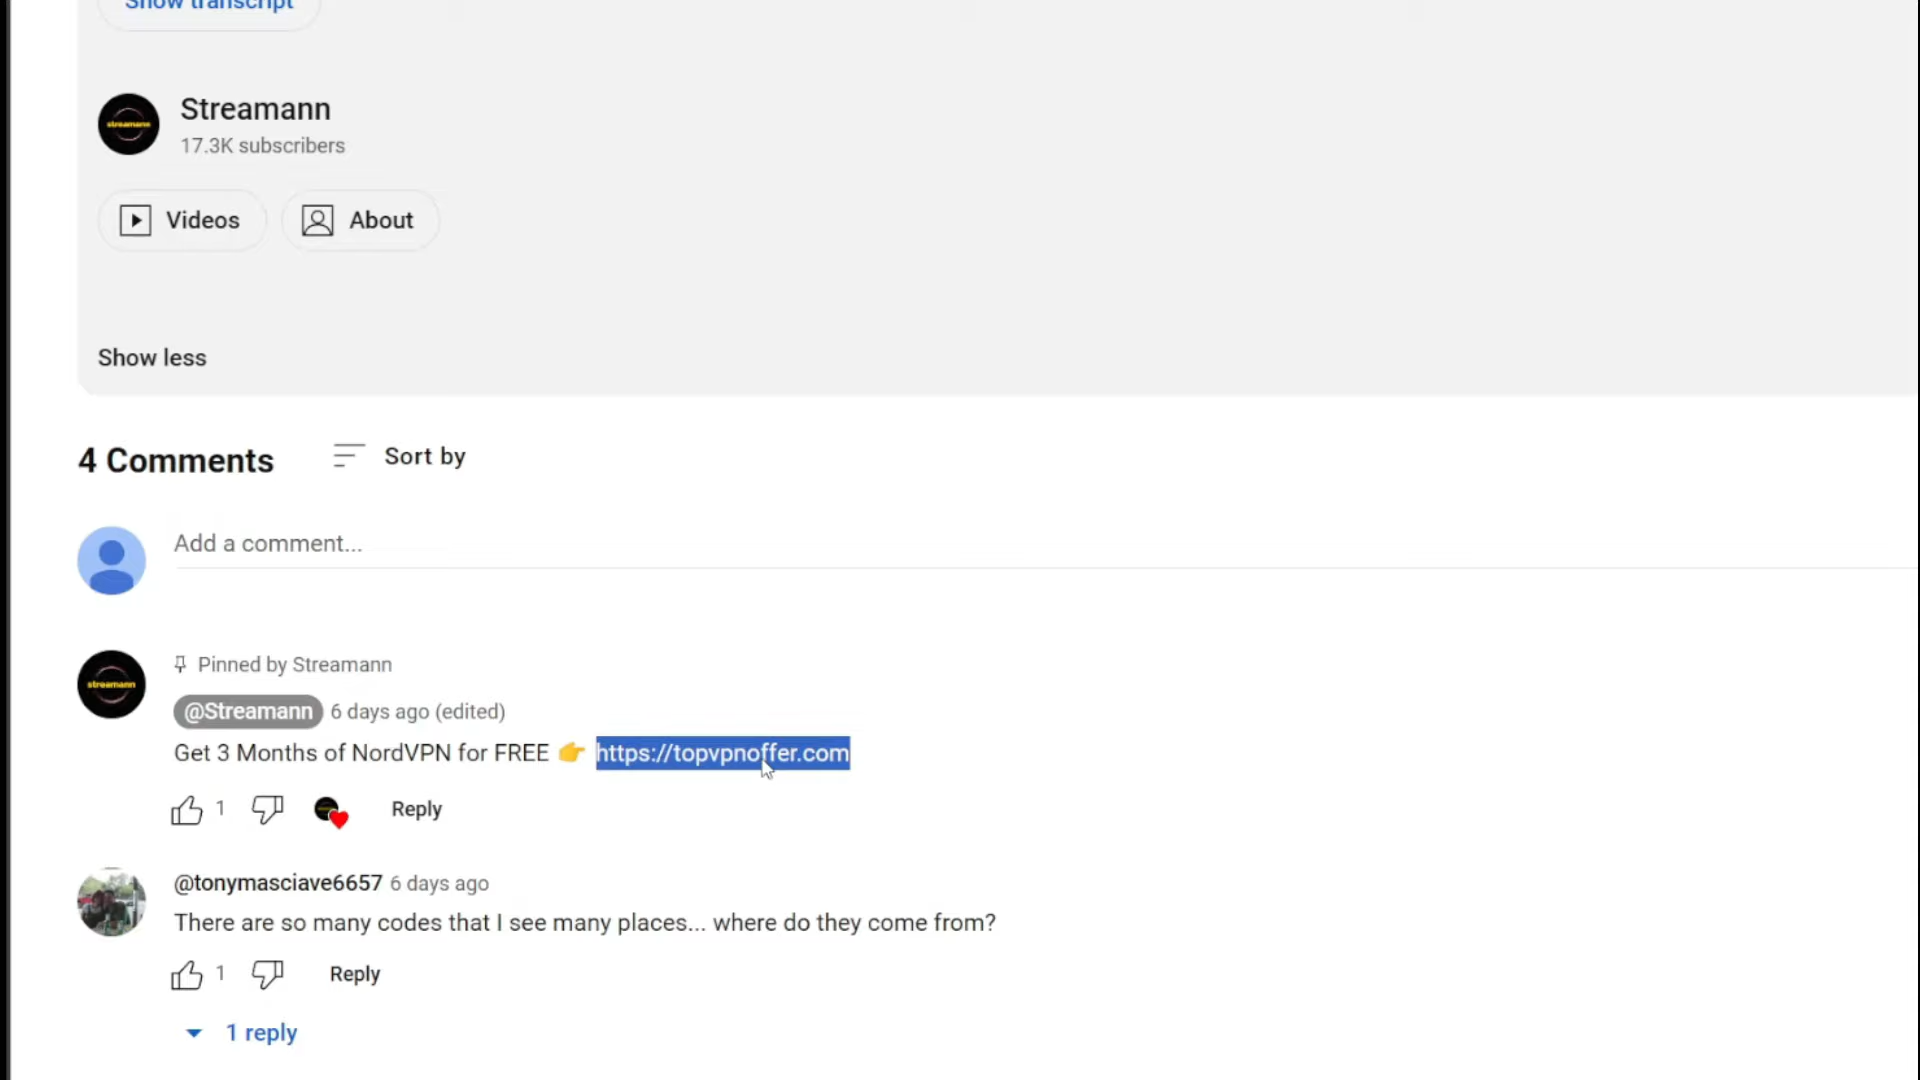 Show transcript
streamann
Streamann
17.3K subscribers
Videos
About
Show less
4 Comments
Sort by
Add a comment...
Pinned by Streamann
streamann
@Streamann 6 days ago (edited)
Get 3 Months of NordVPN for FREE 👉 https://topvpnoffer.com
1
Reply
@tonymasciave6657 6 days ago
There are so many codes that I see many places... where do they come from?
1
Reply
1 reply